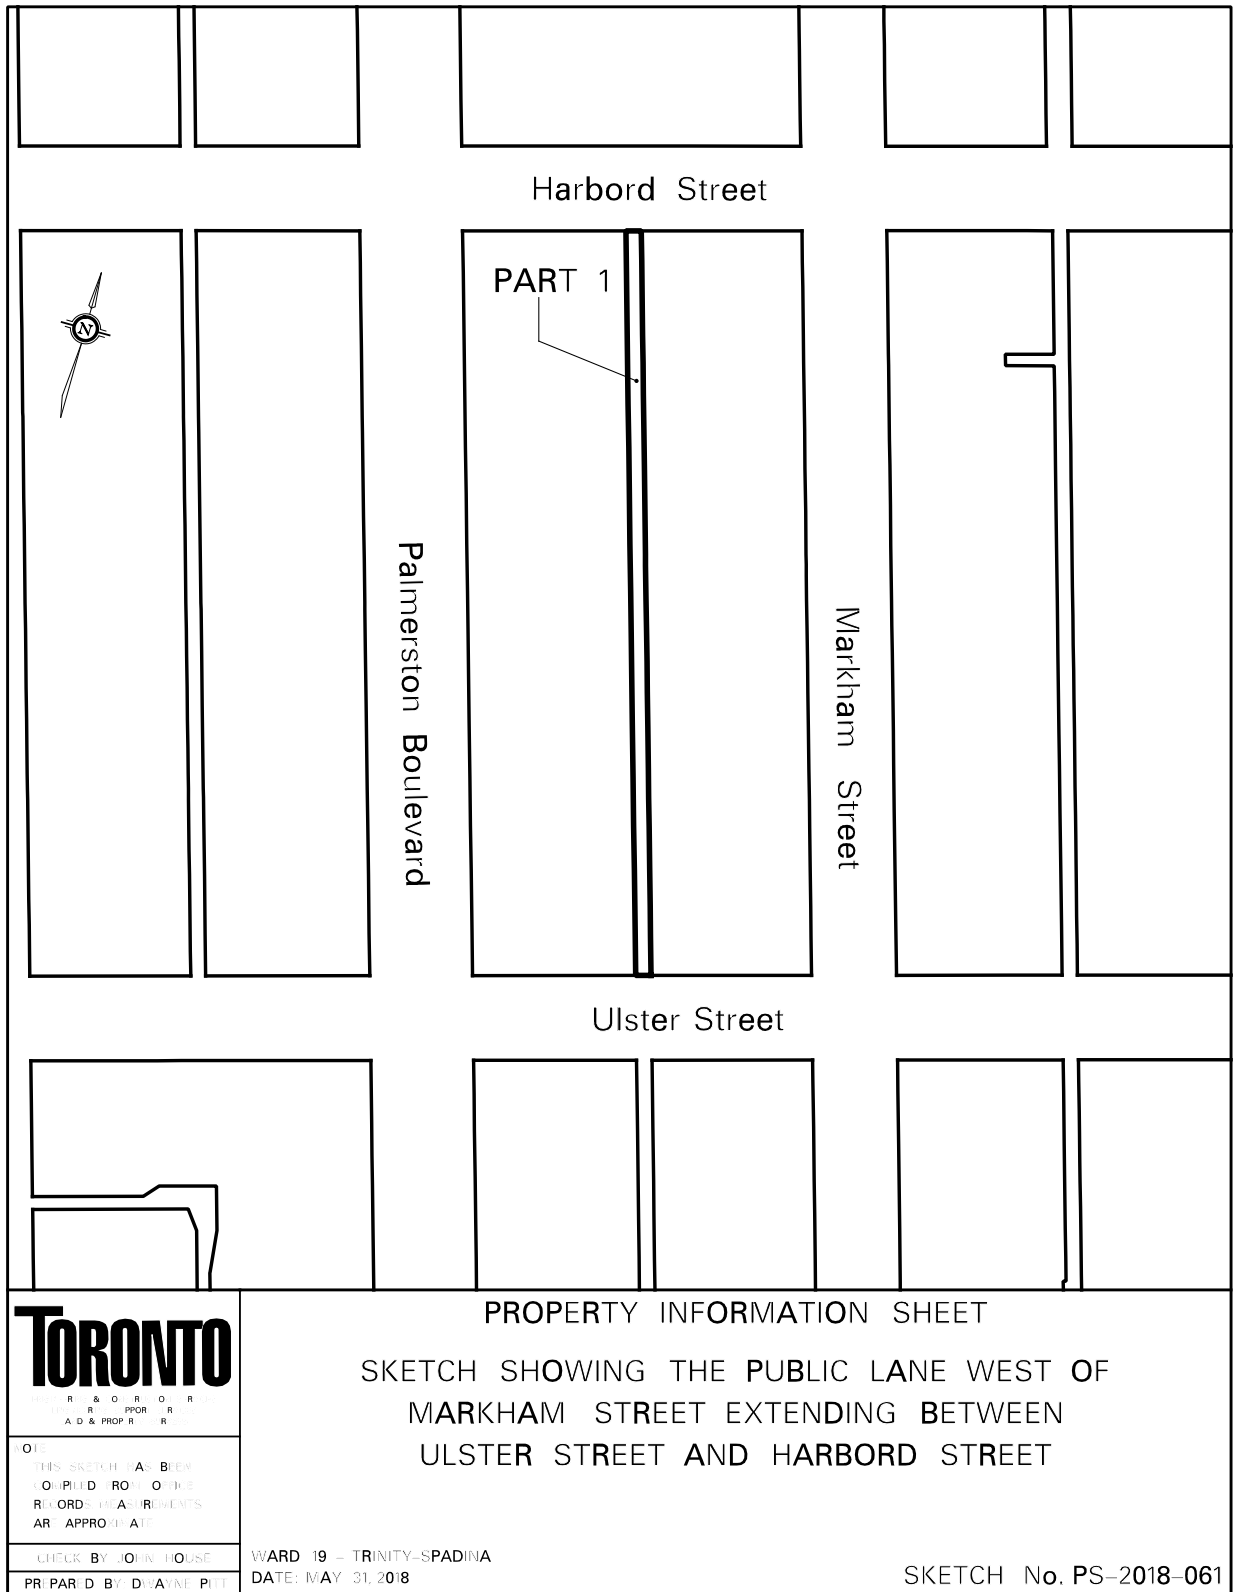 Harbord Street
PART 1
N
Palmerston Boulevard
Markham Street
Ulster Street
TORONTO
PROPERTY INFORMATION SHEET
SKETCH SHOWING THE PUBLIC LANE WEST OF
MARKHAM STREET EXTENDING BETWEEN
ULSTER STREET AND HARBORD STREET
NOTE:
THIS SKETCH HAS BEEN
COMPILED FROM OFFICE
RECORDS. MEASUREMENTS
ARE APPROXIMATE.
CHECK BY: JOHN HOUSE
PREPARED BY: DWAYNE PITT
WARD 19 - TRINITY-SPADINA
DATE: MAY 31, 2018
SKETCH No. PS-2018-061